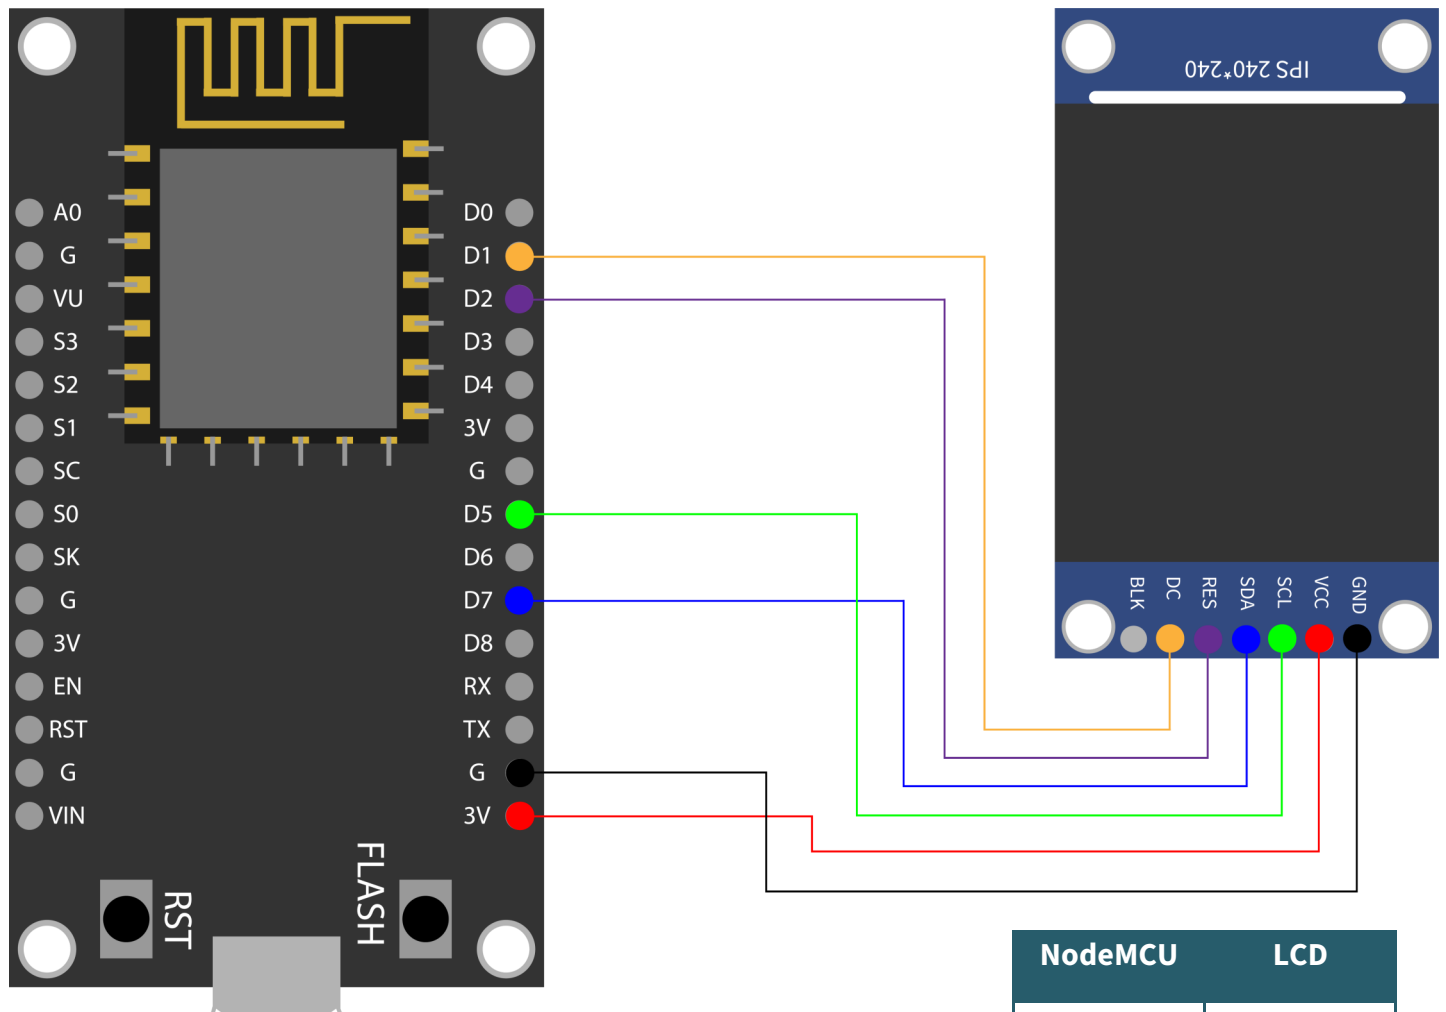 IPS 240*240
A0
G
VU
S3
S2
S1
SC
S0
SK
G
3V
EN
RST
G
VIN
D0
D1
D2
D3
D4
3V
G
D5
D6
D7
D8
RX
TX
G
3V
BLK
DC
RES
SDA
SCL
VCC
GND
RST
FLASH
NodeMCU LCD